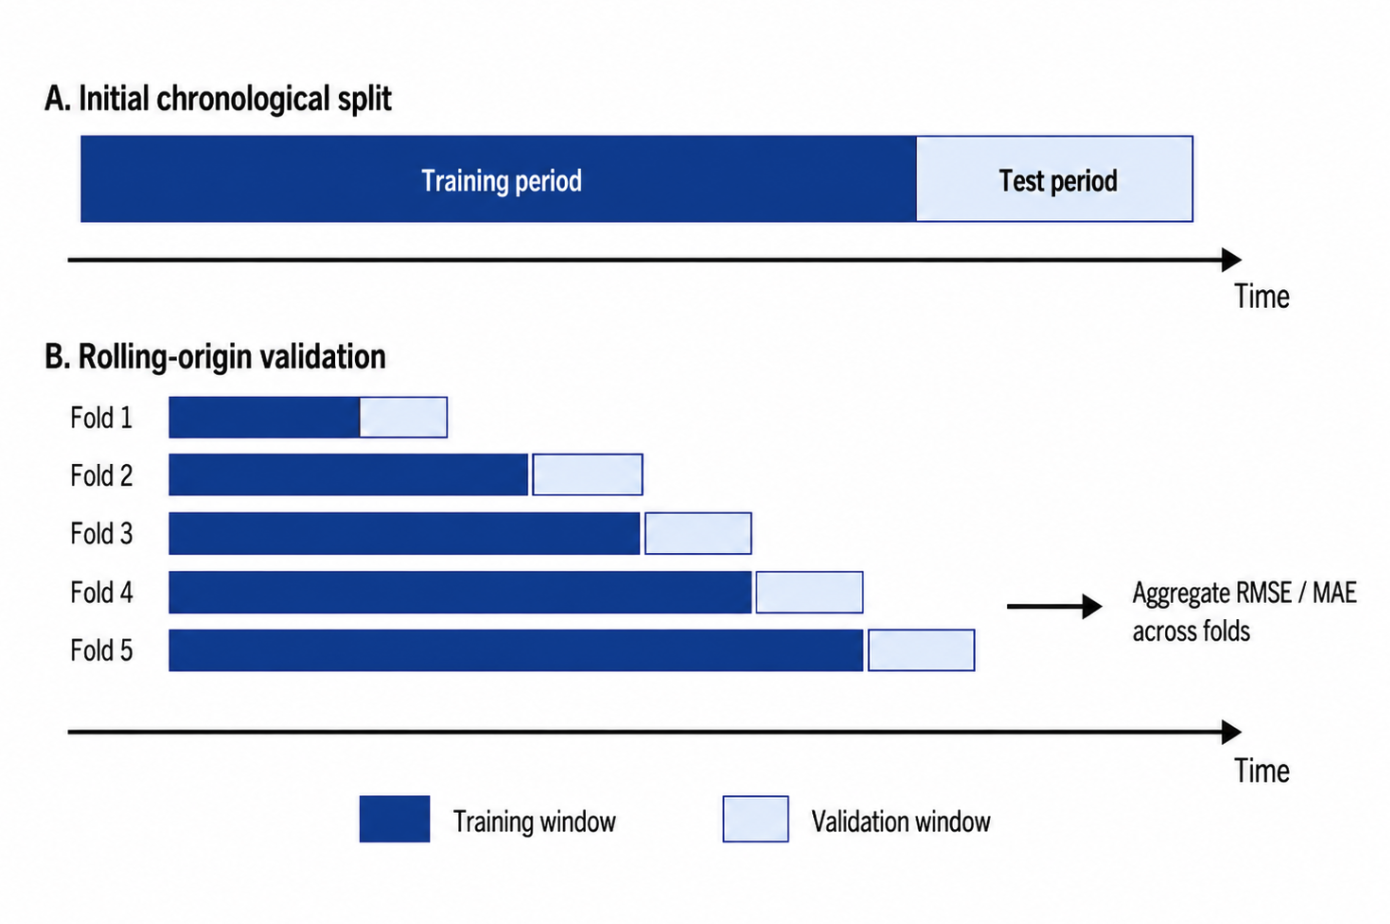 A. Initial chronological split
Training period
Test period
Time
B. Rolling-origin validation
Fold 1
Fold 2
Fold 3
Fold 4
Fold 5
Aggregate RMSE / MAE
across folds
Time
Training window
Validation window